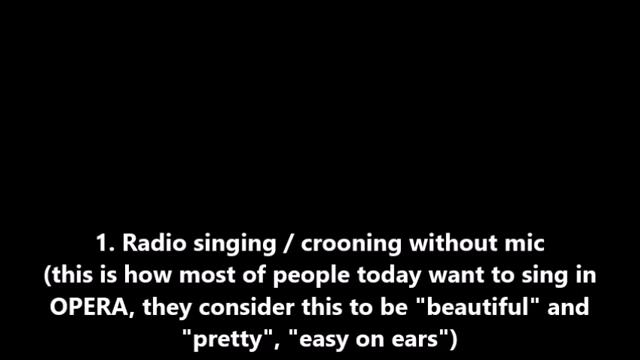 1. Radio singing / crooning without mic
(this is how most of people today want to sing in
OPERA, they consider this to be "beautiful" and
"pretty", "easy on ears")